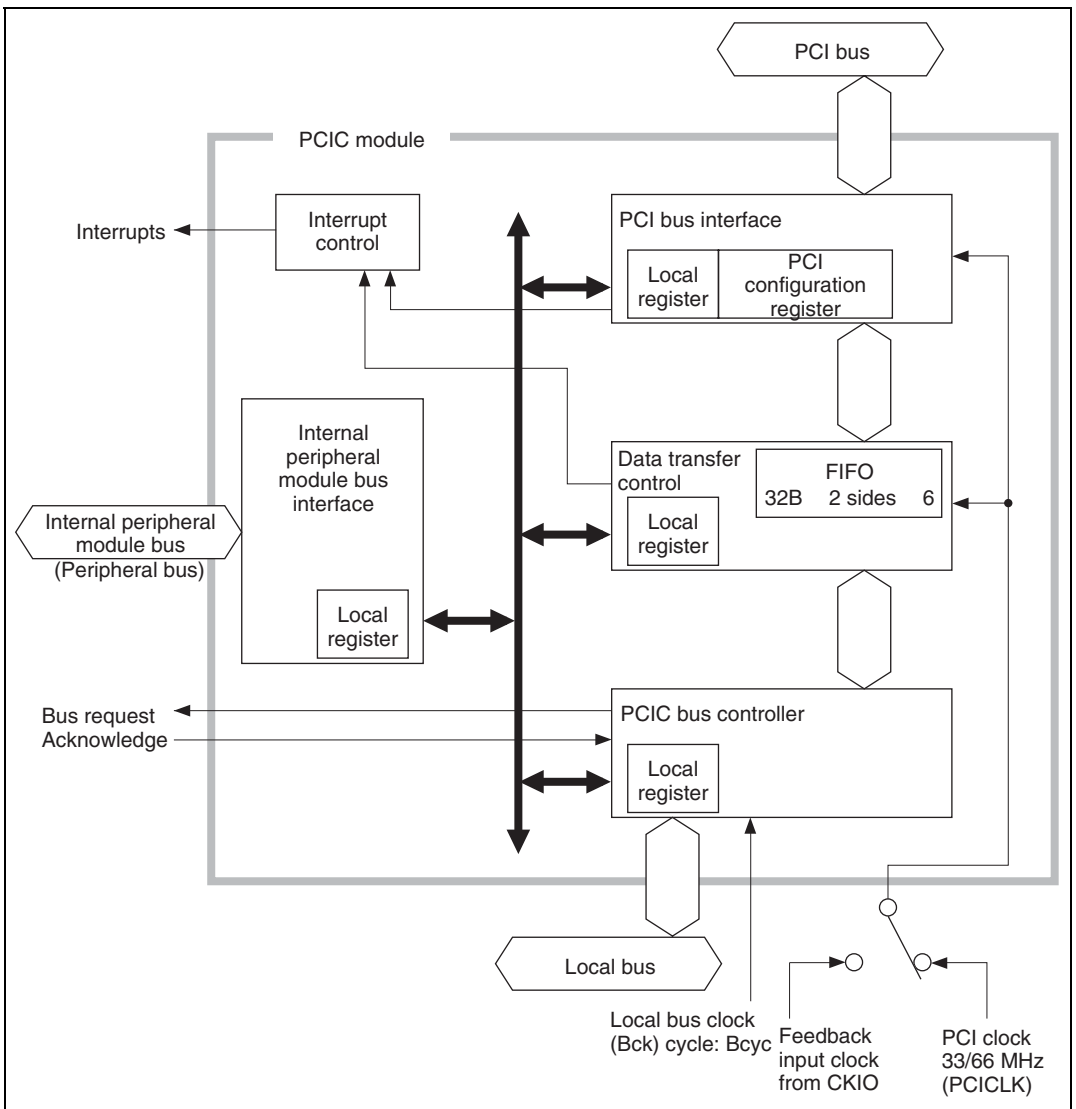 PCI bus
PCIC module
Interrupts
Interrupt
control
PCI bus interface
Local
register
PCI
configuration
register
Internal
peripheral
module bus
interface
Data transfer
control
FIFO
32B 2 sides 6
Local
register
Internal peripheral
module bus
(Peripheral bus)
Local
register
Bus request
Acknowledge
PCIC bus controller
Local
register
Local bus
Local bus clock
(Bck) cycle: Bcyc
Feedback
input clock
from CKIO
PCI clock
33/66 MHz
(PCICLK)